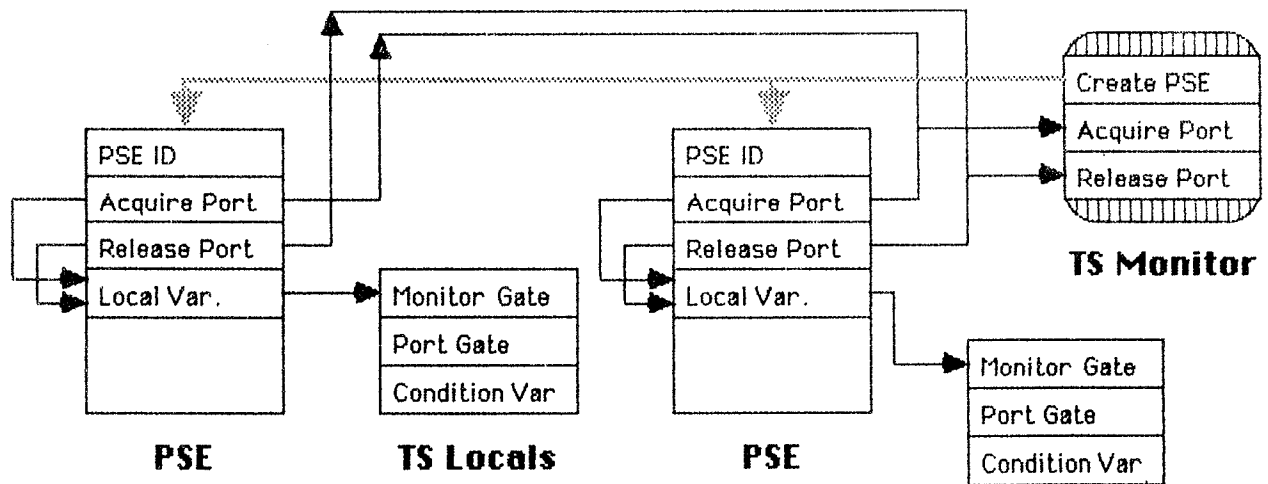 Create PSE
Acquire Port
Release Port
TS Monitor
PSE ID
Acquire Port
Release Port
Local Var.
PSE
Monitor Gate
Port Gate
Condition Var
TS Locals
PSE ID
Acquire Port
Release Port
Local Var.
PSE
Monitor Gate
Port Gate
Condition Var